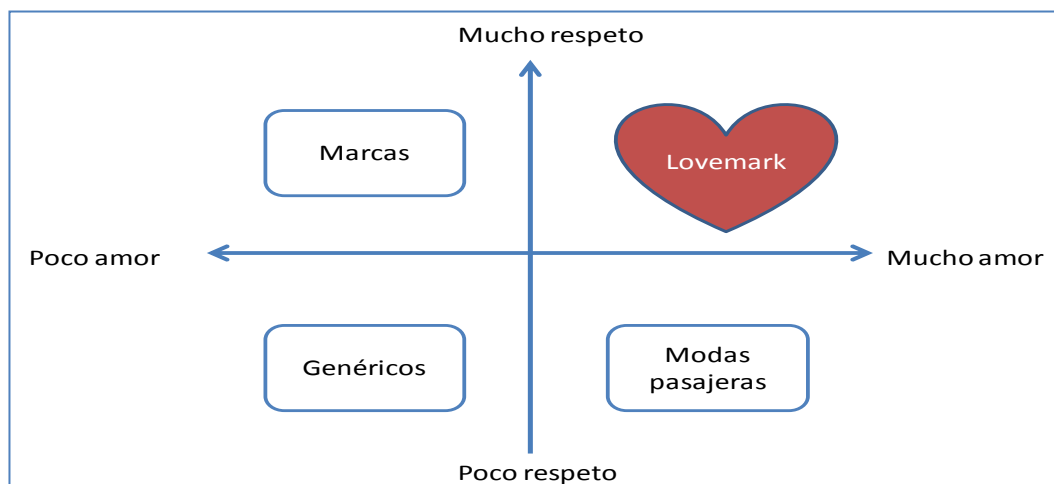 Mucho respeto
Marcas
Lovemark
Poco amor
Mucho amor
Genéricos
Modas
pasajeras
Poco respeto